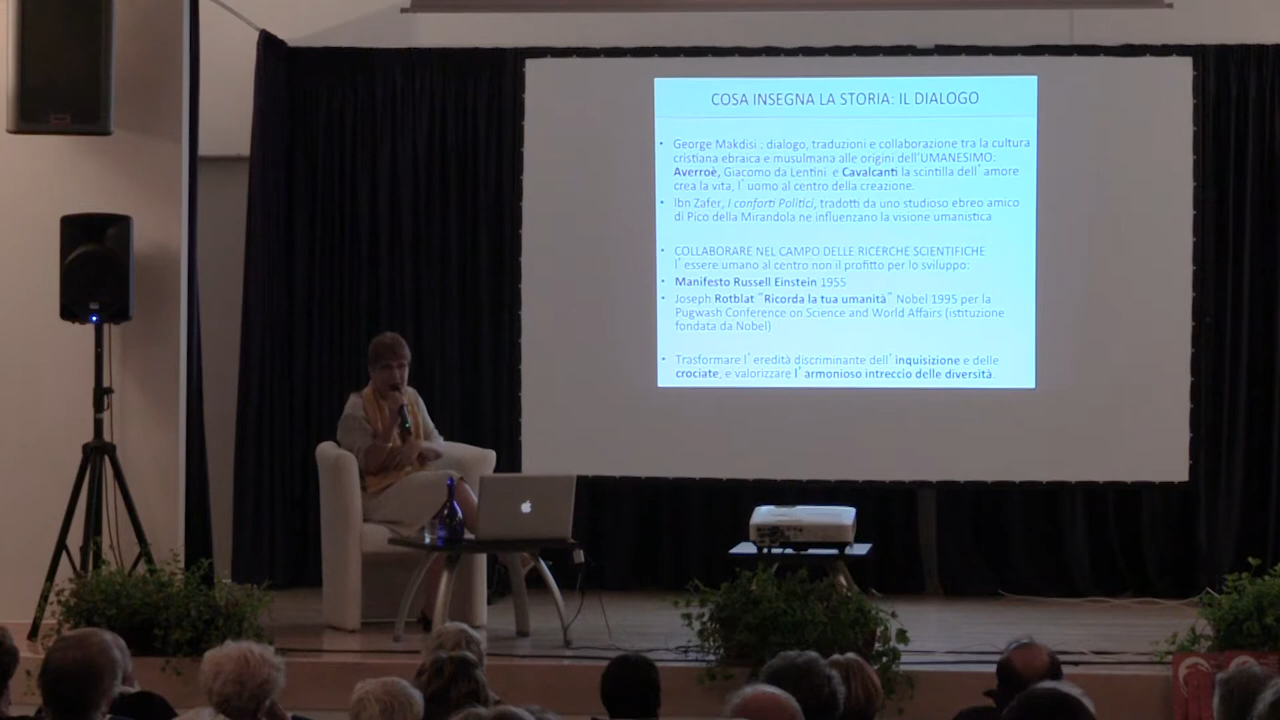 COSA INSEGNA LA STORIA: IL DIALOGO
• George Makdisi : dialogo, traduzioni e collaborazione tra la cultura
cristiana ebraica e musulmana alle origini dell'UMANESIMO:
Averroè, Giacomo da Lentini e Cavalcanti la scintilla dell' amore
crea la vita, l' uomo al centro della creazione.
• Ibn Zafer, I conforti Politici, tradotti da uno studioso ebreo amico
di Pico della Mirandola ne influenzano la visione umanistica
• COLLABORARE NEL CAMPO DELLE RICERCHE SCIENTIFICHE
l' essere umano al centro non il profitto per lo sviluppo:
• Manifesto Russell Einstein 1955
• Joseph Rotblat "Ricorda la tua umanità" Nobel 1995 per la
Pugwash Conference on Science and World Affairs (istituzione
fondata da Nobel)
• Trasformare l' eredità discriminante dell' inquisizione e delle
crociate, e valorizzare l' armonioso intreccio delle diversità.